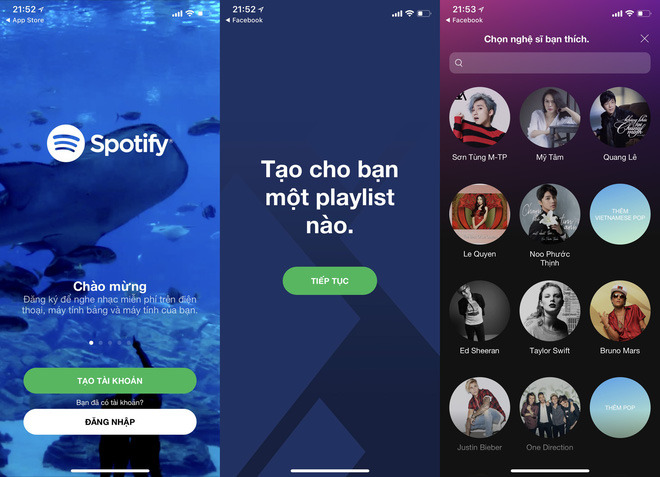 21:52
App Store
Spotify
Chào mừng
Đăng ký để nghe nhạc miễn phí trên điện
thoại, máy tính bảng và máy tính của bạn.
TẠO TÀI KHOẢN
Bạn đã có tài khoản?
ĐĂNG NHẬP
21:52
Facebook
Tạo cho bạn
một playlist
nào.
TIẾP TỤC
21:53
Facebook
Chọn nghệ sĩ bạn thích.
Sơn Tùng M-TP
Mỹ Tâm
Quang Lê
Le Quyen
Noo Phước
Thịnh
THÊM
VIETNAMESE POP
Ed Sheeran
Taylor Swift
Bruno Mars
Justin Bieber
One Direction
THÊM POP